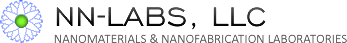 NN-LABS, LLC
NANOMATERIALS & NANOFABRICATION LABORATORIES